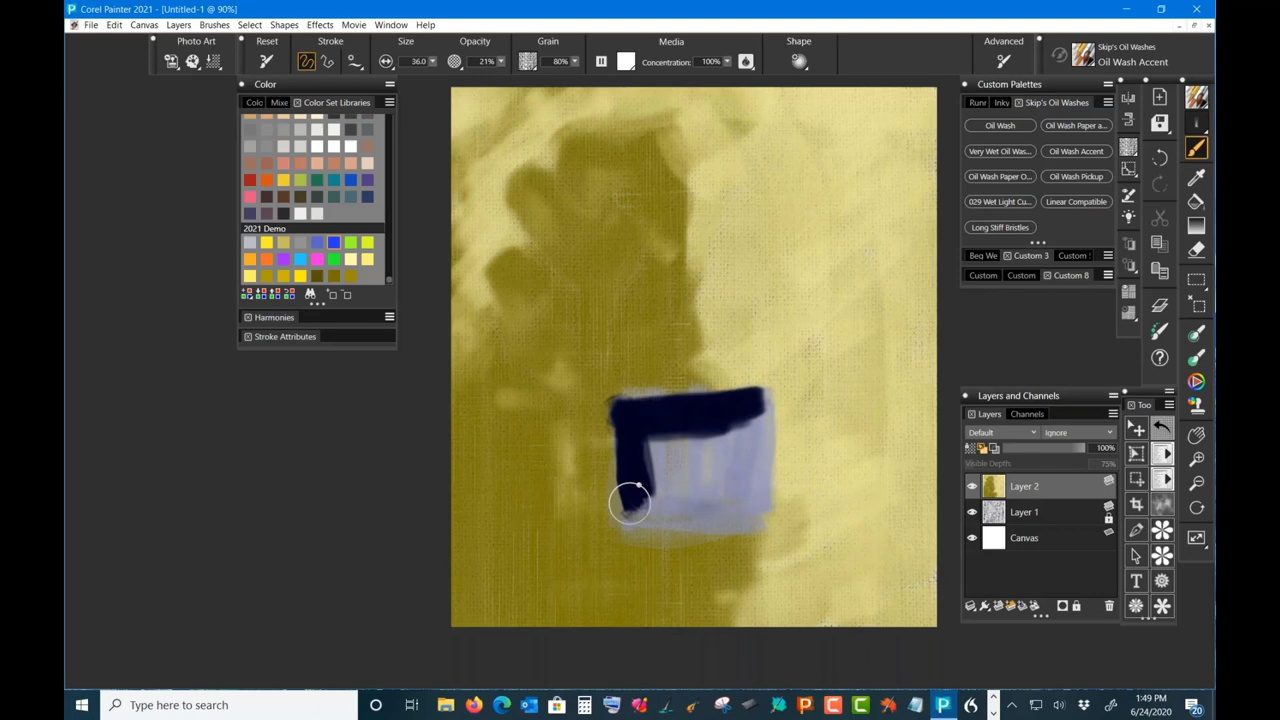 Corel Painter 2021 - [Untitled-1 @ 90%]
File Edit Canvas Layers Brushes Select Shapes Effects Movie Window Help
Photo Art Reset Stroke Size Opacity Grain Media Shape Advanced
36.0 21% 80% Concentration: 100%
Skip's Oil Washes
Oil Wash Accent
Color
Colo Mixe Color Set Libraries
2021 Demo
Harmonies
Stroke Attributes
Custom Palettes
Runr Inky Skip's Oil Washes
Oil Wash Oil Wash Paper a...
Very Wet Oil Was... Oil Wash Accent
Oil Wash Paper O... Oil Wash Pickup
029 Wet Light Cu... Linear Compatible
Long Stiff Bristles
Beq We Custom 3 Custom
Custom Custom Custom 8
Layers and Channels
Layers Channels
Default Ignore
100%
Visible Depth: 75%
Layer 2
Layer 1
Canvas
Too
Type here to search
1:49 PM
6/24/2020
20